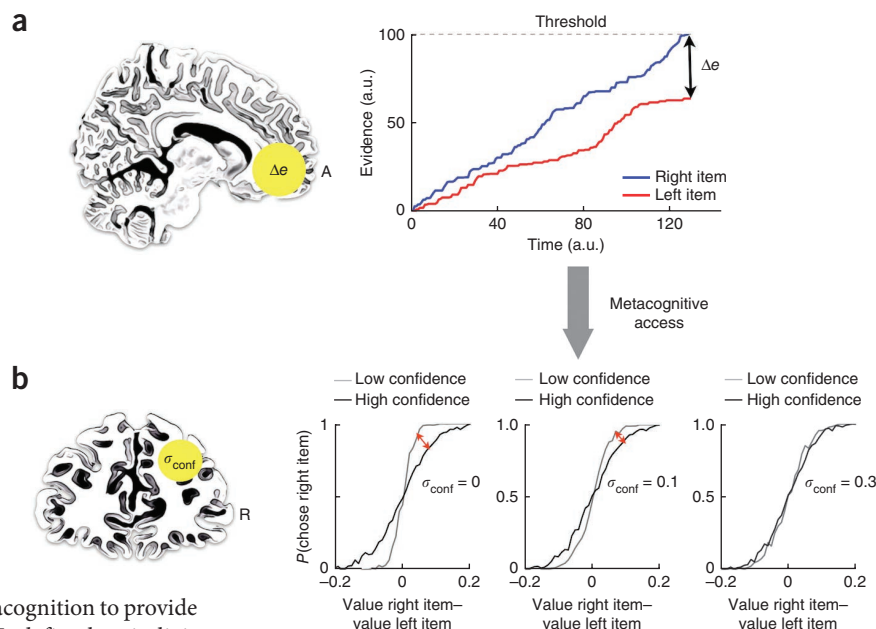 a
Δe
A
Threshold
100
50
0
Evidence (a.u.)
Δe
Right item
Left item
0 40 80 120
Time (a.u.)
Metacognitive
access
b
σconf
R
Low confidence
High confidence
P(chose right item)
1
0.5
0
σconf = 0
−0.2 0 0.2
Value right item–
value left item
Low confidence
High confidence
1.0
0.5
0
σconf = 0.1
−0.2 0 0.2
Value right item–
value left item
Low confidence
High confidence
1
0.5
0
σconf = 0.3
−0.2 0 0.2
Value right item–
value left item
acognition to provide